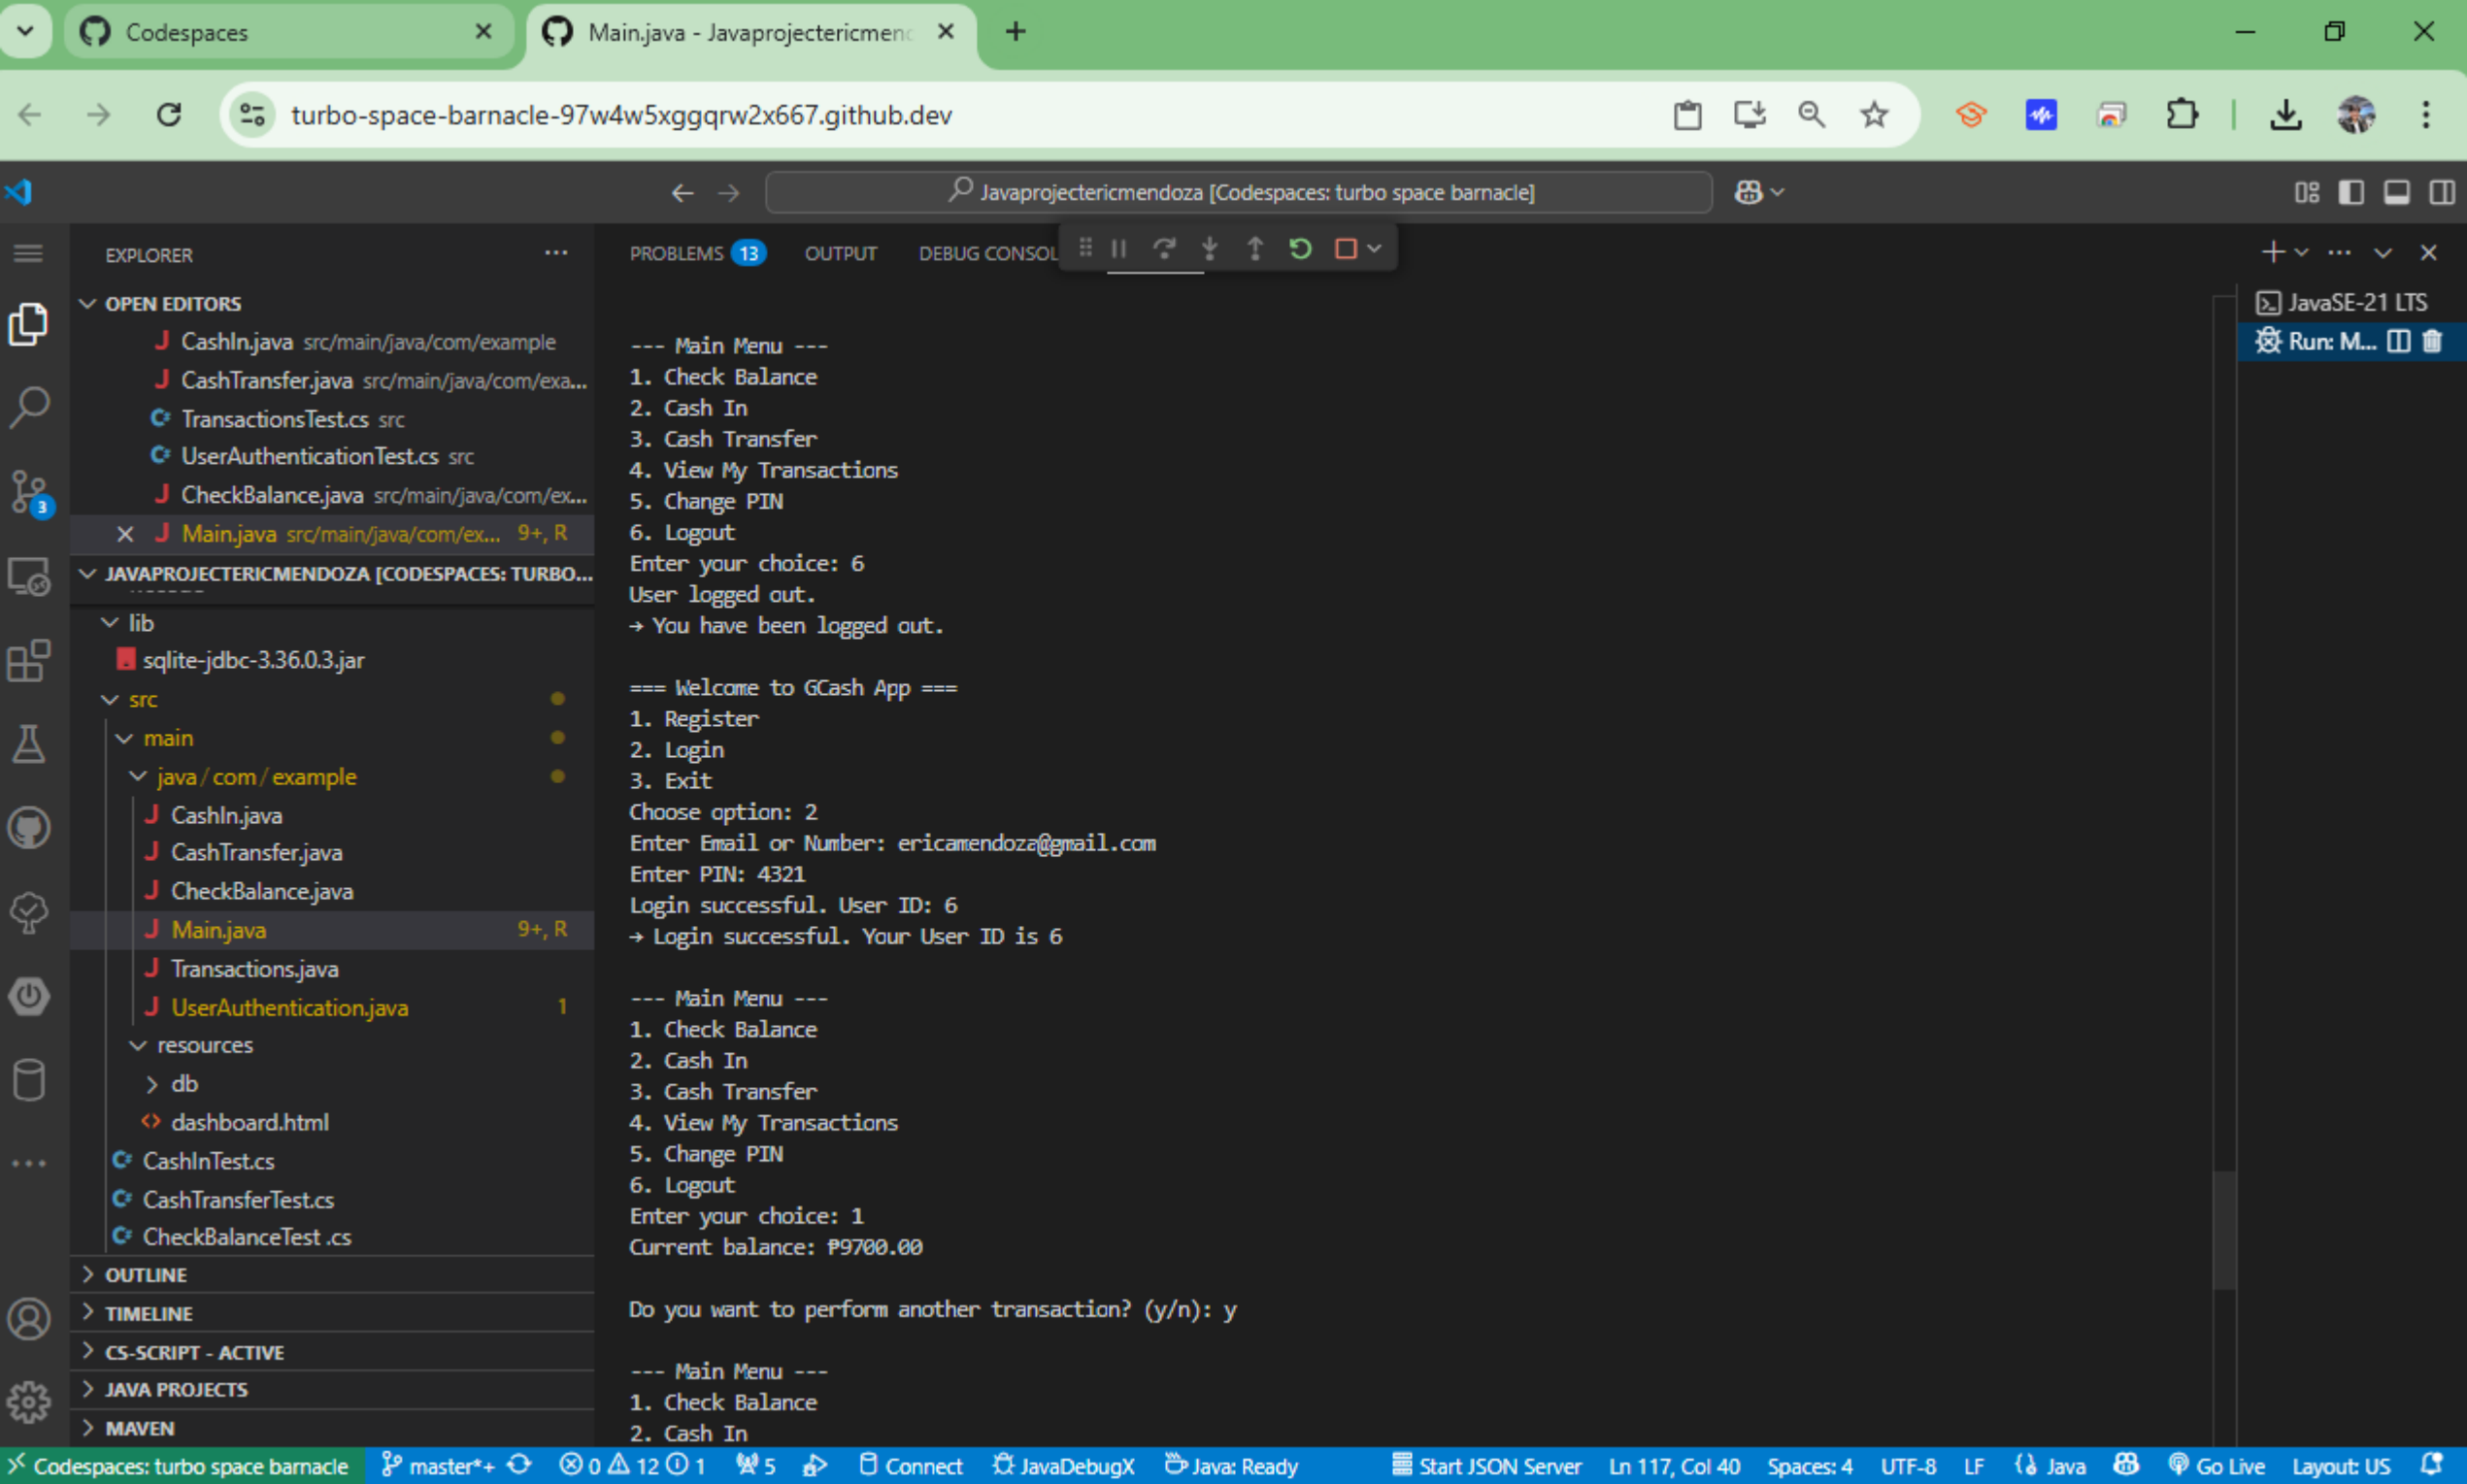 Codespaces
Main.java - Javaprojectericmend
turbo-space-barnacle-97w4w5xggqrw2x667.github.dev
Javaprojectericmendoza [Codespaces: turbo space barnacle]
EXPLORER
OPEN EDITORS
CashIn.java src/main/java/com/example
CashTransfer.java src/main/java/com/exa...
TransactionsTest.cs src
UserAuthenticationTest.cs src
CheckBalance.java src/main/java/com/ex...
Main.java src/main/java/com/ex... 9+, R
3
JAVAPROJECTERICMENDOZA [CODESPACES: TURBO...
lib
sqlite-jdbc-3.36.0.3.jar
src
main
java / com / example
CashIn.java
CashTransfer.java
CheckBalance.java
Main.java 9+, R
Transactions.java
UserAuthentication.java 1
resources
db
dashboard.html
CashInTest.cs
CashTransferTest.cs
CheckBalanceTest .cs
OUTLINE
TIMELINE
CS-SCRIPT - ACTIVE
JAVA PROJECTS
MAVEN
PROBLEMS 13 OUTPUT DEBUG CONSOL
--- Main Menu ---
1. Check Balance
2. Cash In
3. Cash Transfer
4. View My Transactions
5. Change PIN
6. Logout
Enter your choice: 6
User logged out.
→ You have been logged out.
=== Welcome to GCash App ===
1. Register
2. Login
3. Exit
Choose option: 2
Enter Email or Number: ericamendoza@gmail.com
Enter PIN: 4321
Login successful. User ID: 6
→ Login successful. Your User ID is 6
--- Main Menu ---
1. Check Balance
2. Cash In
3. Cash Transfer
4. View My Transactions
5. Change PIN
6. Logout
Enter your choice: 1
Current balance: ₱9700.00
Do you want to perform another transaction? (y/n): y
--- Main Menu ---
1. Check Balance
2. Cash In
JavaSE-21 LTS
Run: M...
Codespaces: turbo space barnacle master*+ 0 12 1 5 Connect JavaDebugX Java: Ready Start JSON Server Ln 117, Col 40 Spaces: 4 UTF-8 LF Java Go Live Layout: US